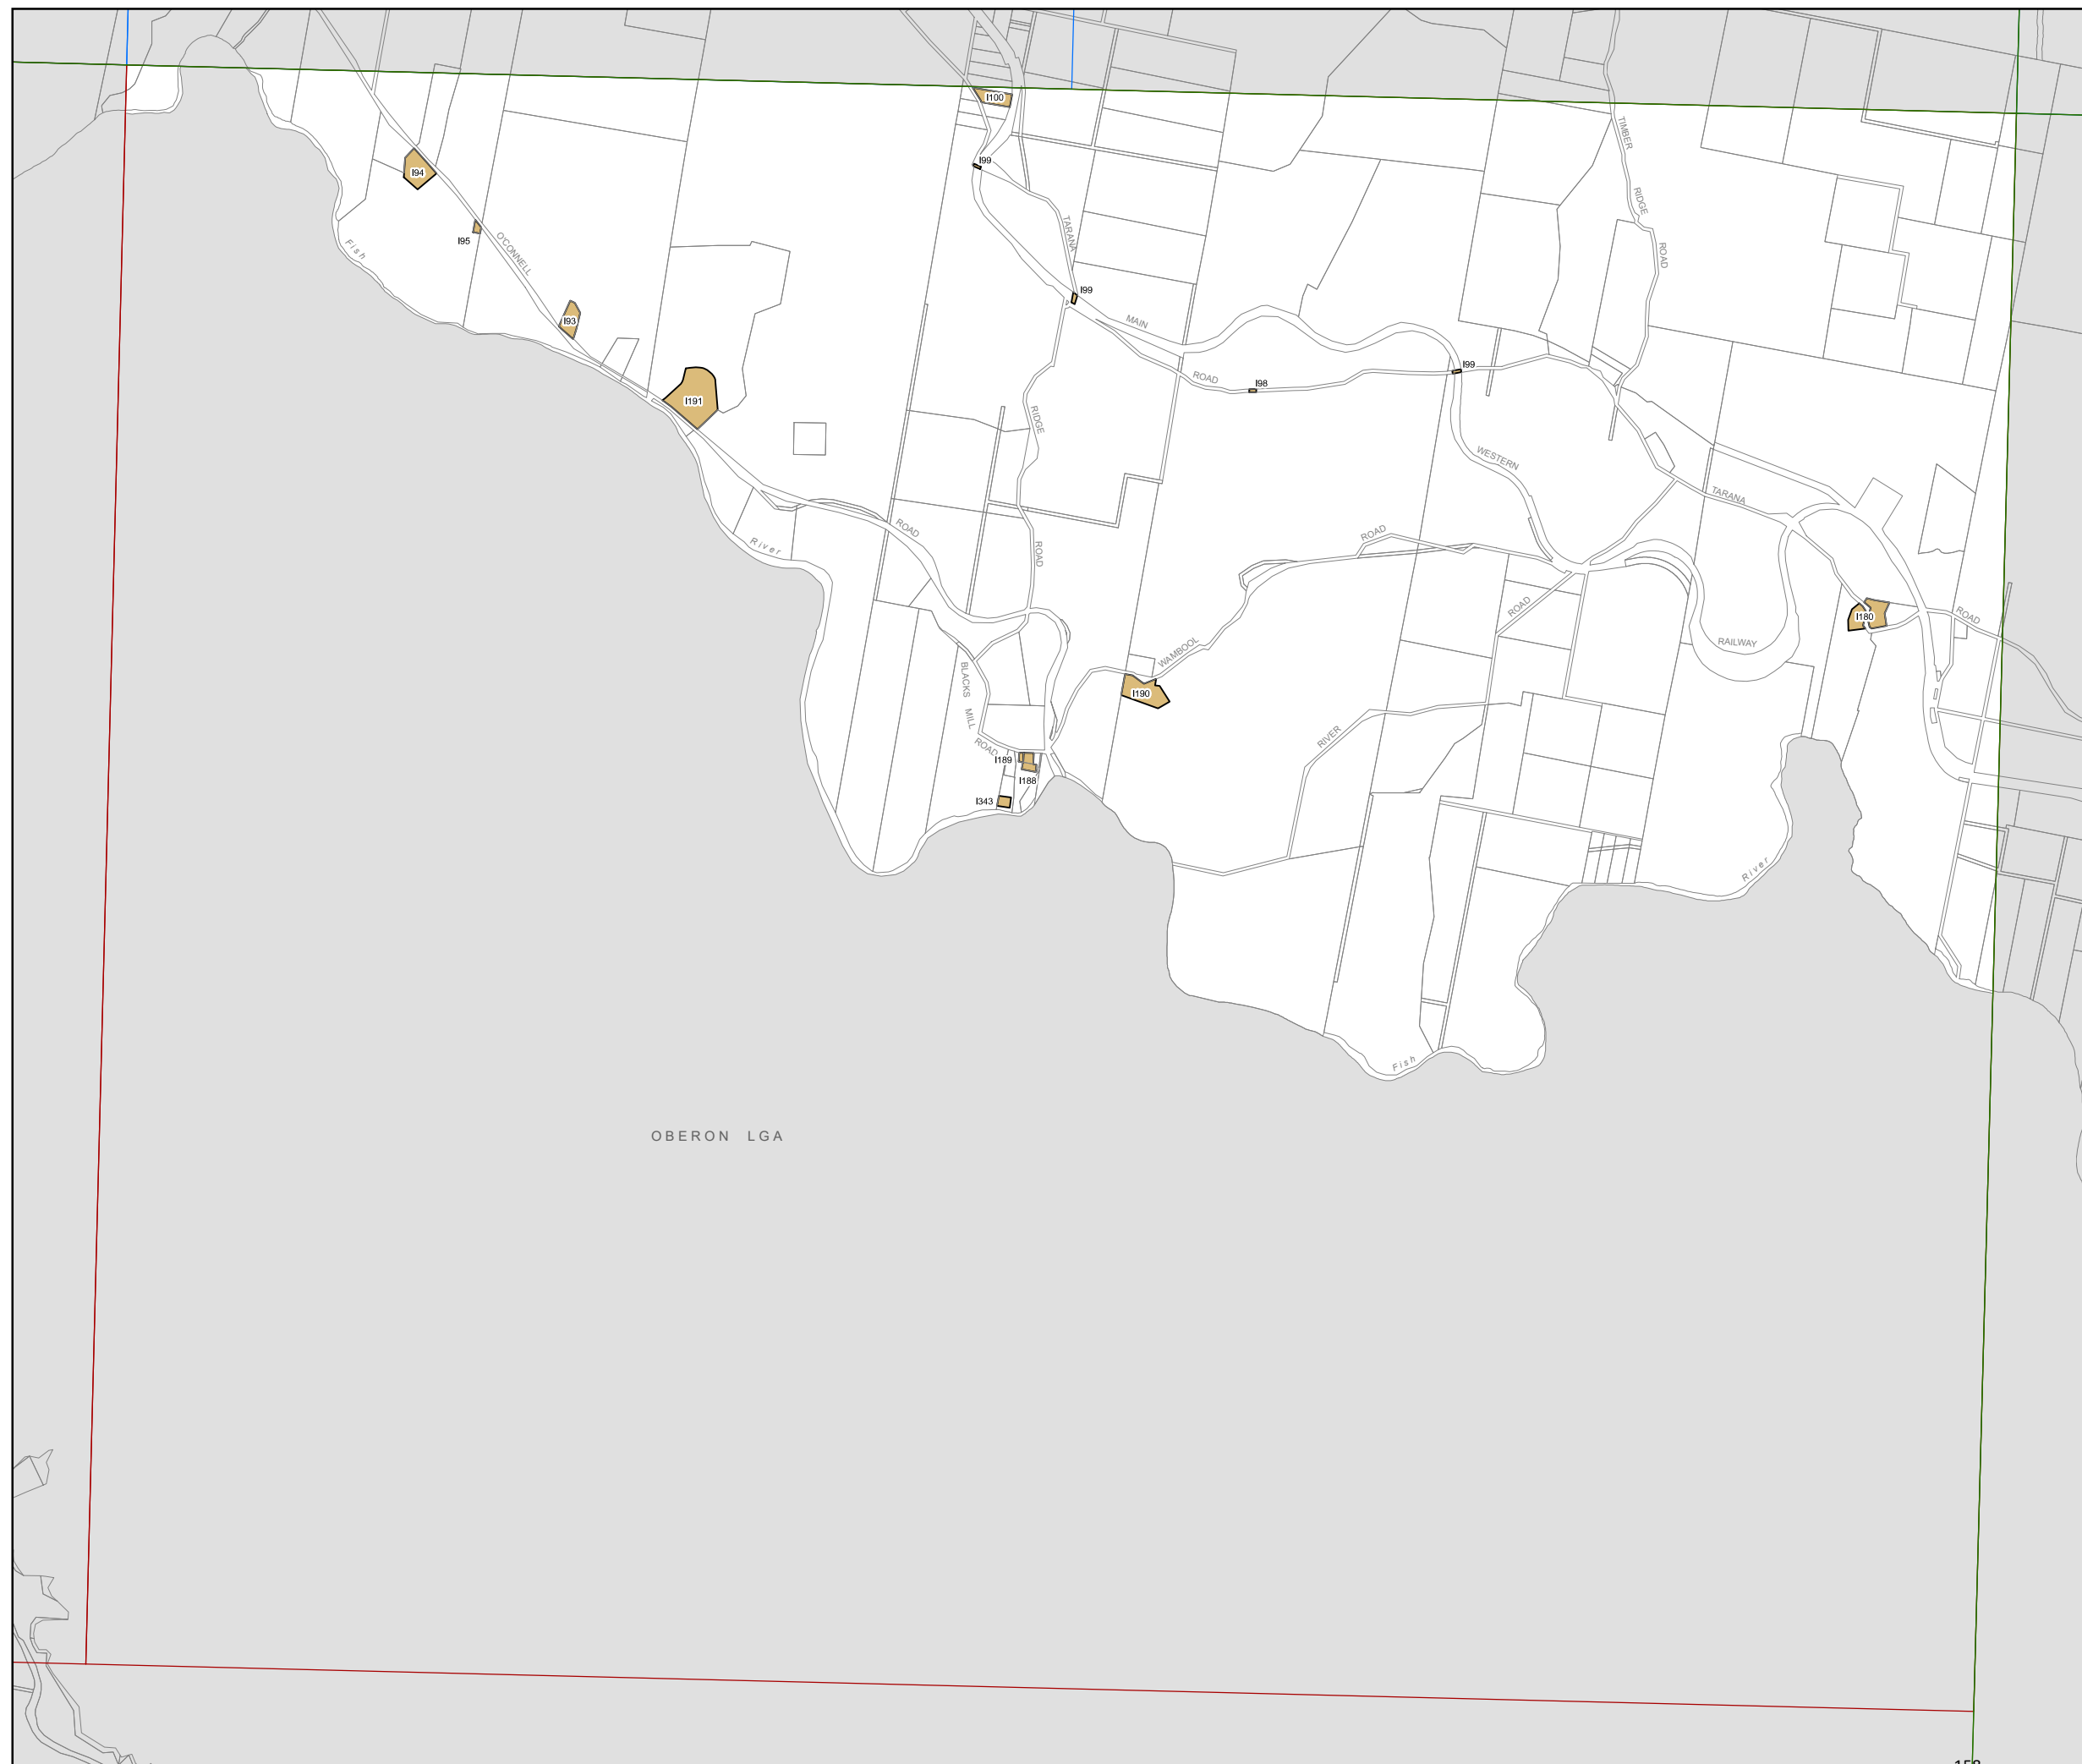 I100
TIMBER
I99
I94
RIDGE
TARANA
I95
O'CONNELL
Fish
ROAD
I99
I93
MAIN
I99
ROAD
I98
I191
RIDGE
WESTERN
TARANA
ROAD
ROAD
River
ROAD
ROAD
ROAD
I180
RAILWAY
WAMBOOL
BLACKS
MILL
I190
RIVER
ROAD
I189
I188
I343
River
Fish
OBERON LGA